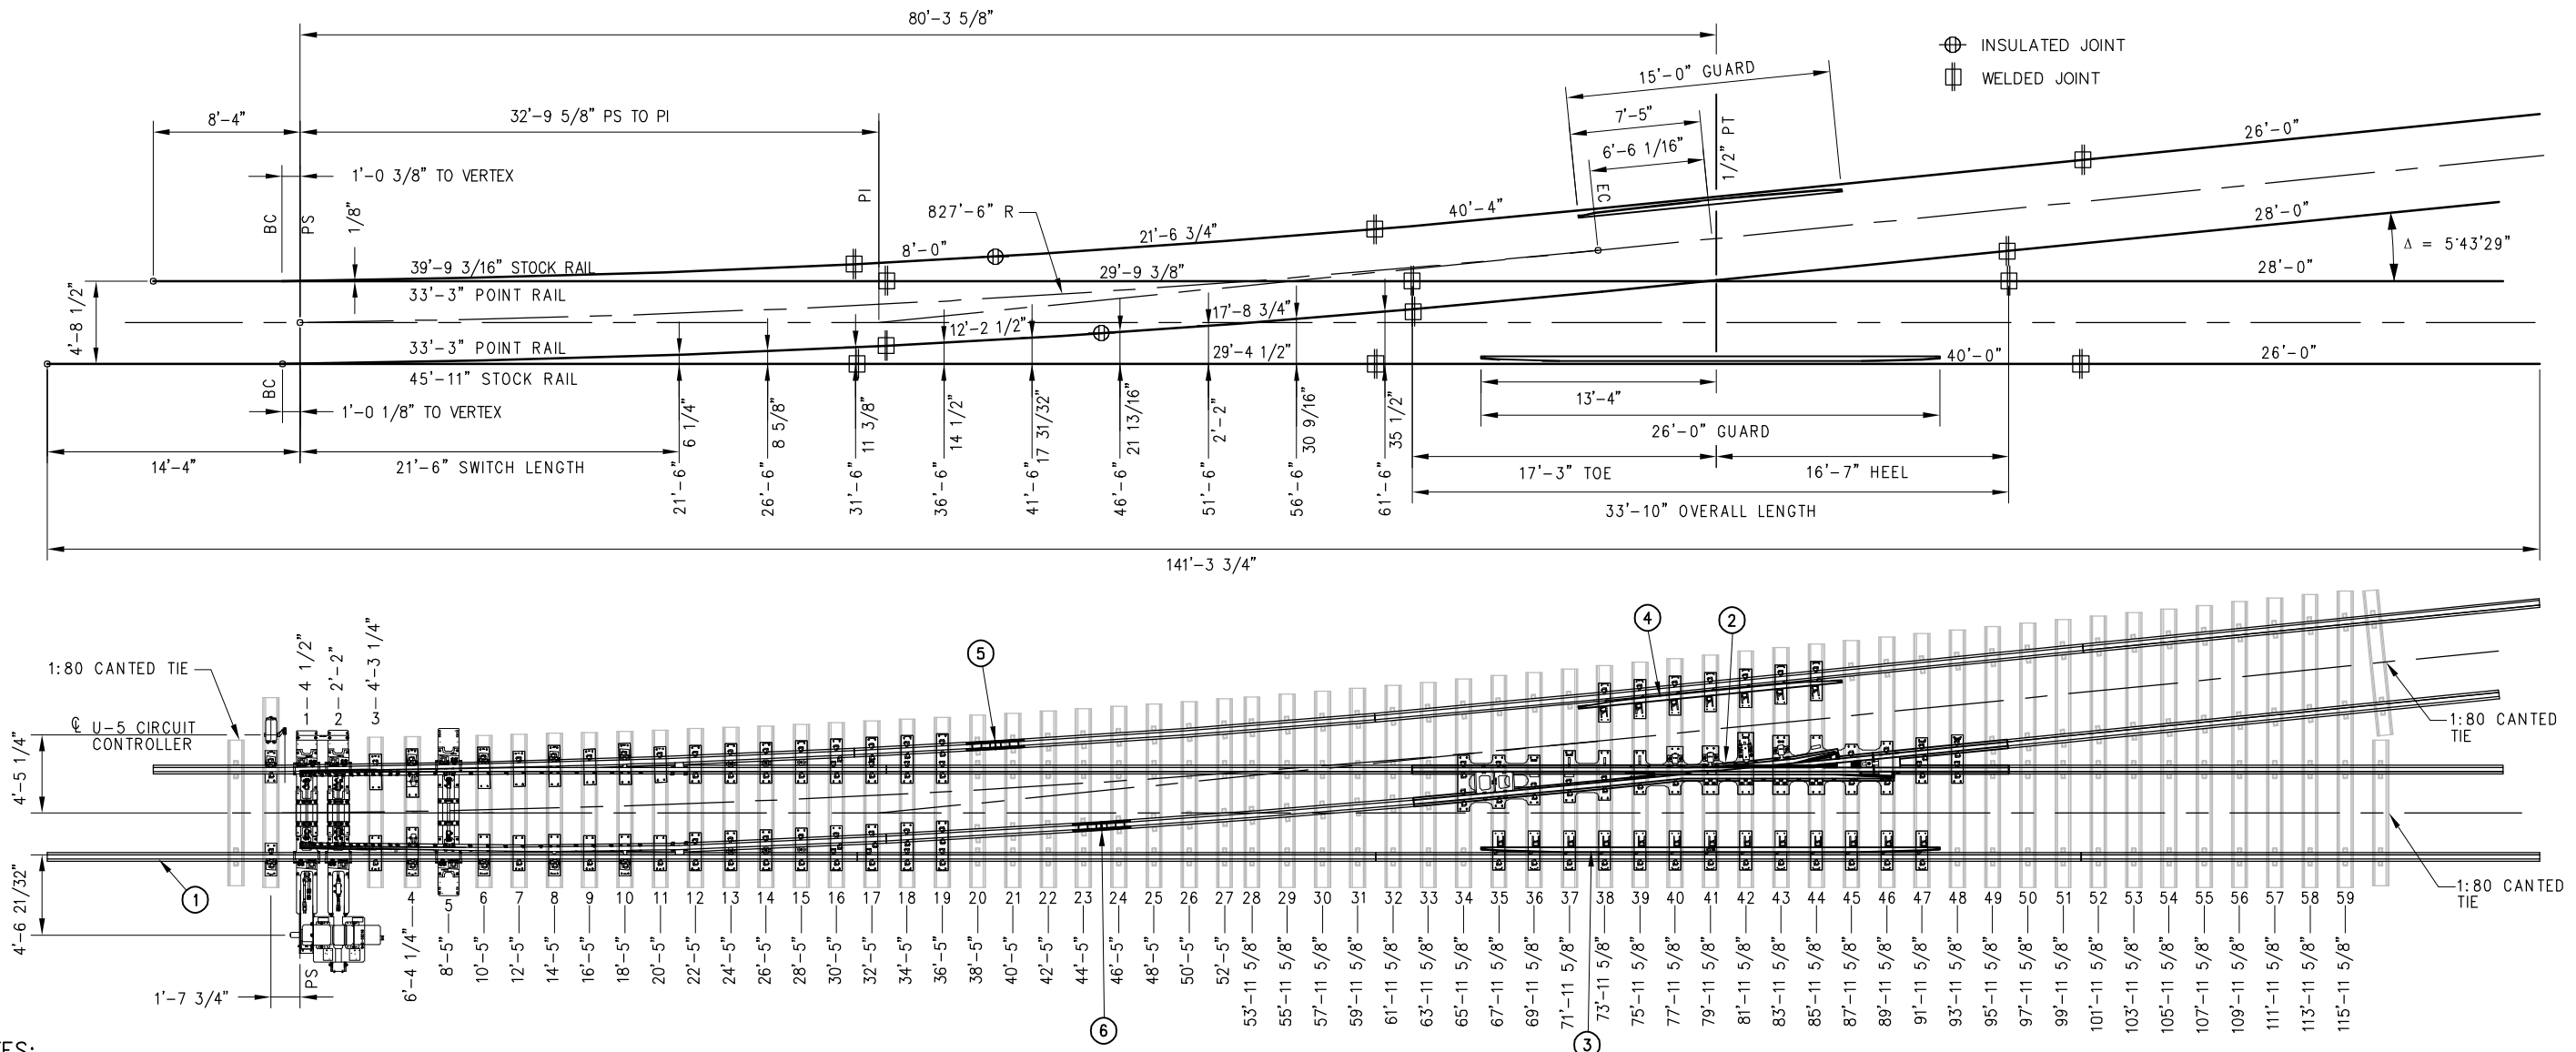 80'-3 5/8"
INSULATED JOINT
WELDED JOINT
15'-0" GUARD
8'-4"
32'-9 5/8" PS TO PI
7'-5"
1/2" PT
26'-0"
6'-6 1/16"
1'-0 3/8" TO VERTEX
BC
PS
1/8"
PI
827'-6" R
EC
40'-4"
28'-0"
21'-6 3/4"
8'-0"
Δ = 5°43'29"
39'-9 3/16" STOCK RAIL
29'-9 3/8"
28'-0"
33'-3" POINT RAIL
4'-8 1/2"
17'-8 3/4"
12'-2 1/2"
33'-3" POINT RAIL
29'-4 1/2"
40'-0"
26'-0"
45'-11" STOCK RAIL
BC
1'-0 1/8" TO VERTEX
6 1/4"
8 5/8"
11 3/8"
14 1/2"
17 31/32"
21 13/16"
2'-2"
30 9/16"
35 1/2"
13'-4"
26'-0" GUARD
14'-4"
21'-6" SWITCH LENGTH
21'-6"
26'-6"
31'-6"
36'-6"
41'-6"
46'-6"
51'-6"
56'-6"
61'-6"
17'-3" TOE
16'-7" HEEL
33'-10" OVERALL LENGTH
141'-3 3/4"
1:80 CANTED TIE
1 4 1/2"
2 2'-2"
3 4'-3 1/4"
5
4
2
℄ U-5 CIRCUIT
CONTROLLER
1:80 CANTED
TIE
4'-5 1/4"
4'-6 21/32"
1
1:80 CANTED
TIE
4 6'-4 1/4"
5 8'-5"
6 10'-5"
7 12'-5"
8 14'-5"
9 16'-5"
10 18'-5"
11 20'-5"
12 22'-5"
13 24'-5"
14 26'-5"
15 28'-5"
16 30'-5"
17 32'-5"
18 34'-5"
19 36'-5"
20 38'-5"
21 40'-5"
22 42'-5"
23 44'-5"
24 46'-5"
25 48'-5"
26 50'-5"
27 52'-5"
28 53'-11 5/8"
29 55'-11 5/8"
30 57'-11 5/8"
31 59'-11 5/8"
32 61'-11 5/8"
33 63'-11 5/8"
34 65'-11 5/8"
35 67'-11 5/8"
36 69'-11 5/8"
37 71'-11 5/8"
38 73'-11 5/8"
39 75'-11 5/8"
40 77'-11 5/8"
41 79'-11 5/8"
42 81'-11 5/8"
43 83'-11 5/8"
44 85'-11 5/8"
45 87'-11 5/8"
46 89'-11 5/8"
47 91'-11 5/8"
48 93'-11 5/8"
49 95'-11 5/8"
50 97'-11 5/8"
51 99'-11 5/8"
52 101'-11 5/8"
53 103'-11 5/8"
54 105'-11 5/8"
55 107'-11 5/8"
56 109'-11 5/8"
57 111'-11 5/8"
58 113'-11 5/8"
59 115'-11 5/8"
PS
1'-7 3/4"
6
3